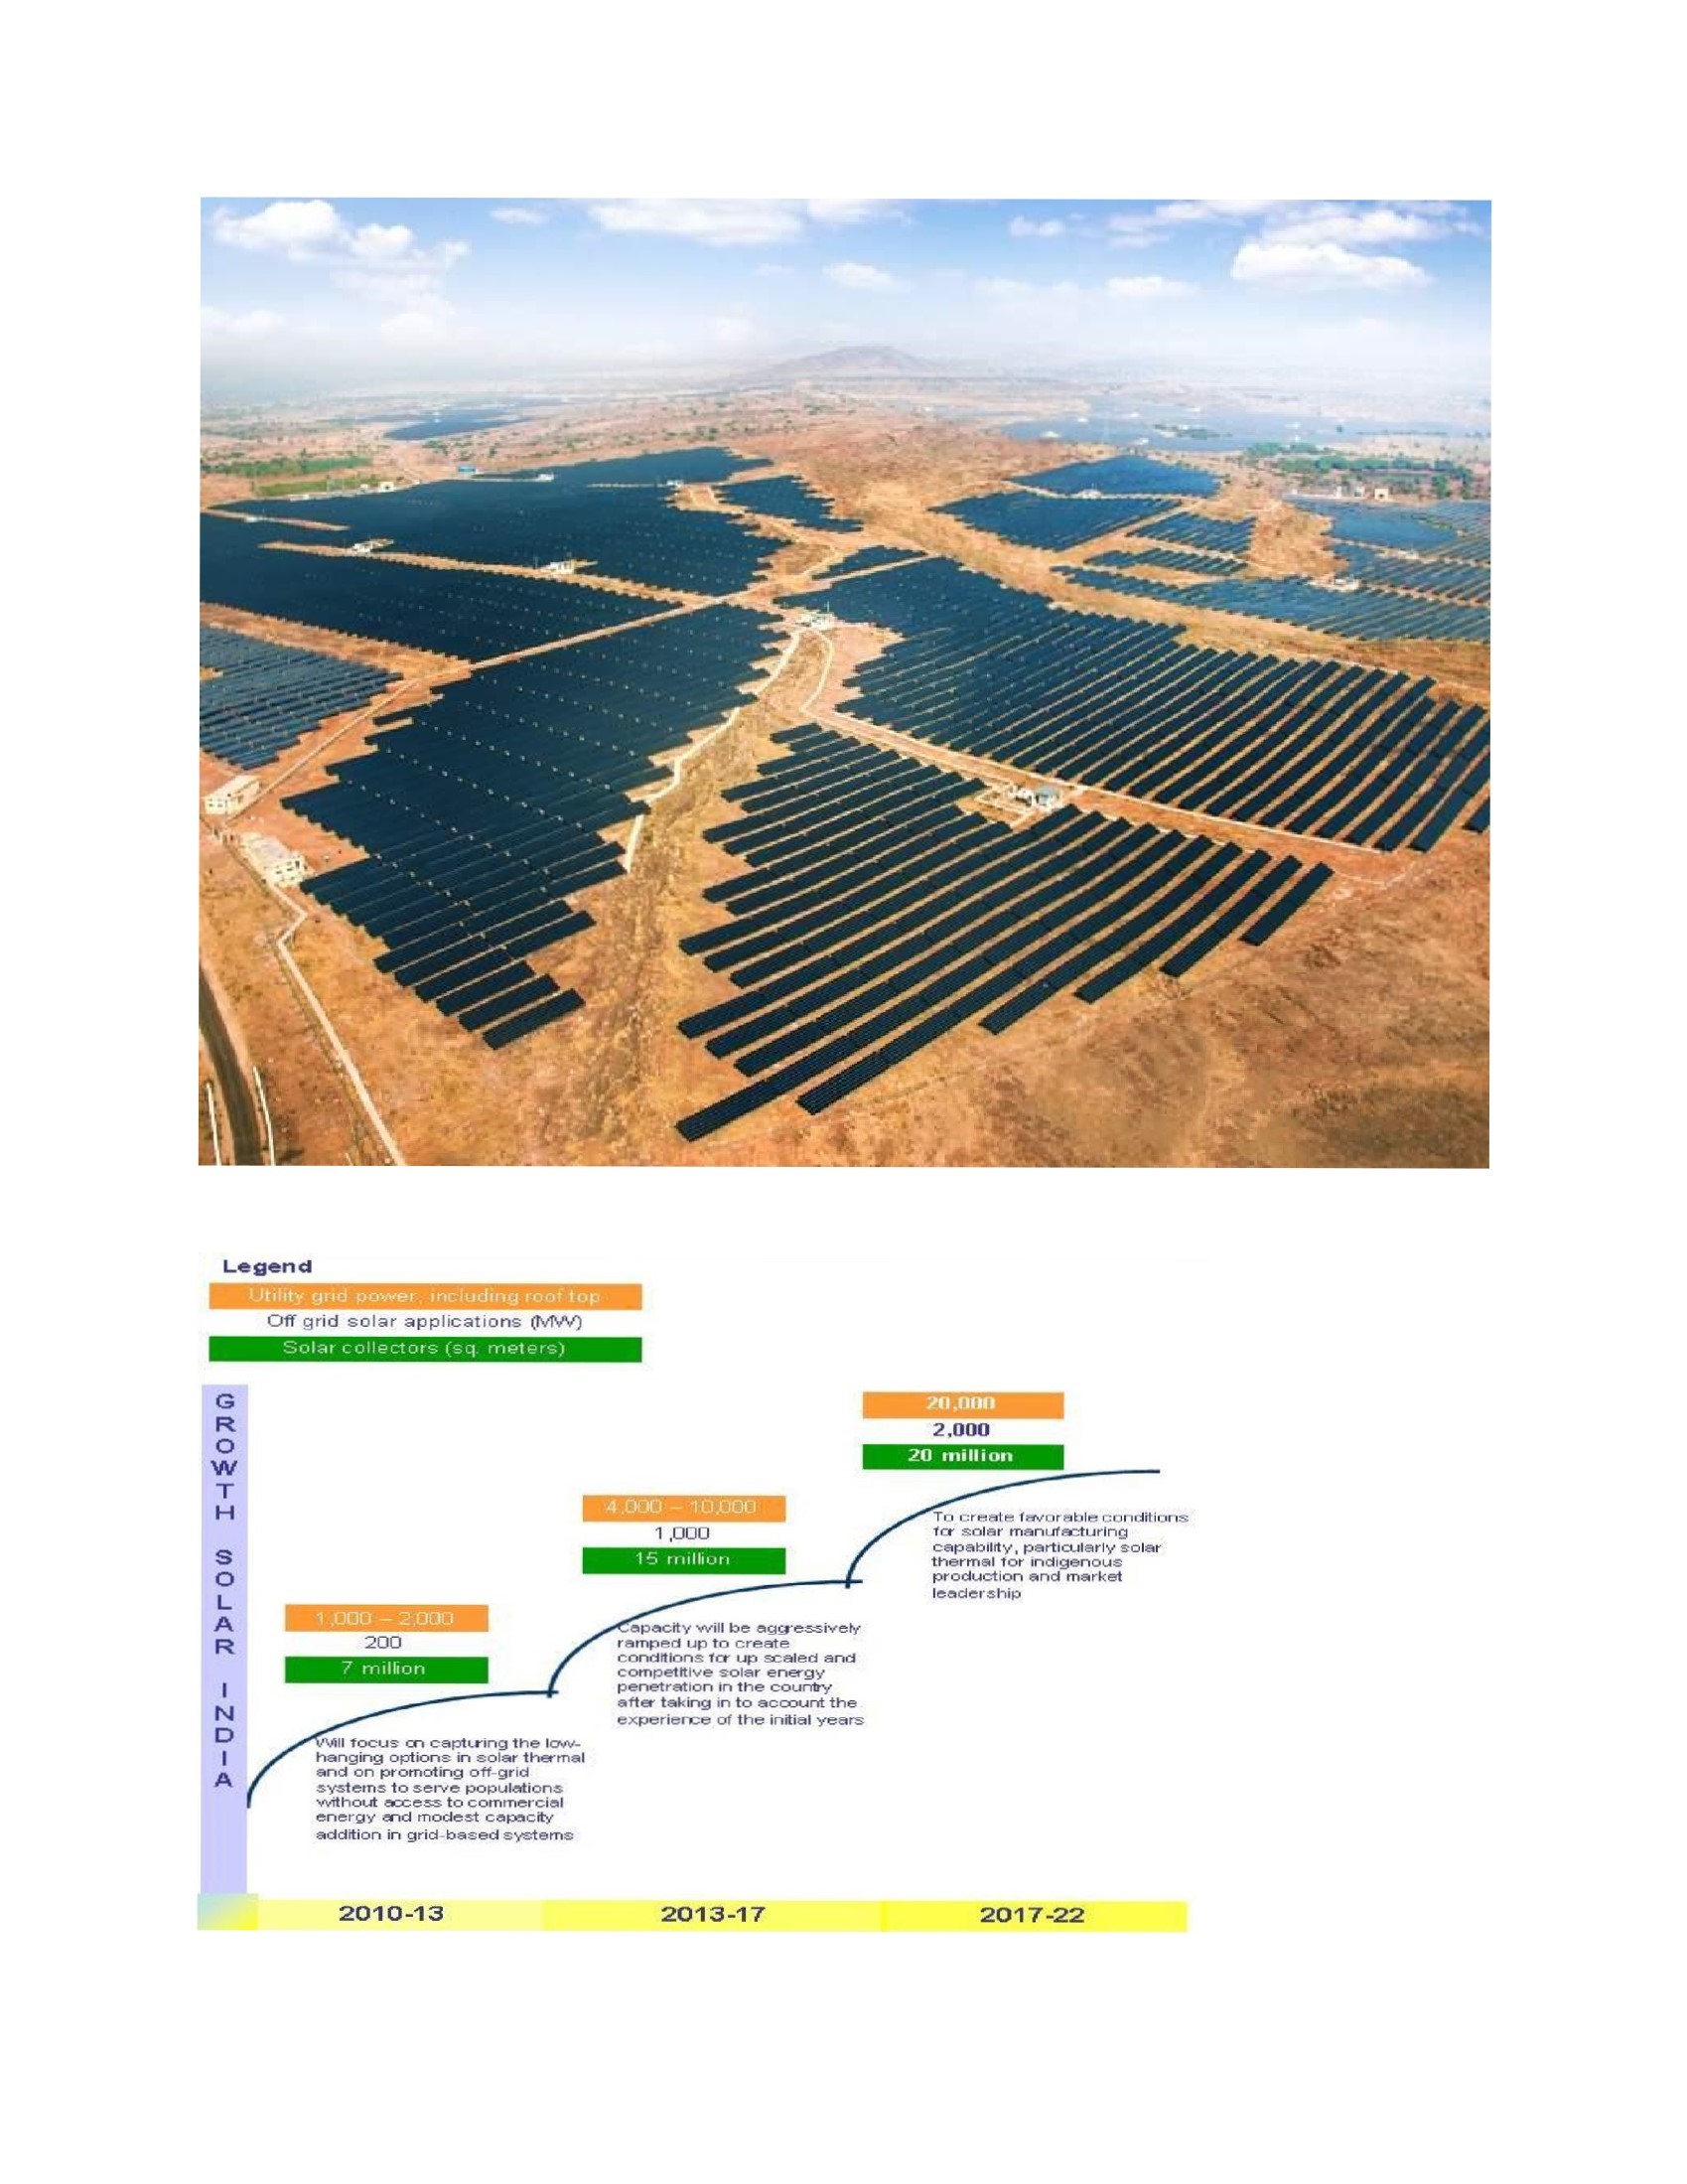 Legend
Utility grid power, including roof top
Off grid solar applications (MW)
Solar collectors (sq. meters)
GROWTH SOLAR INDIA
20,000
2,000
20 million
To create favorable conditions
for solar manufacturing
capability, particularly solar
thermal for indigenous
production and market
leadership
4,000 – 10,000
1,000
15 million
Capacity will be aggressively
ramped up to create
conditions for up scaled and
competitive solar energy
penetration in the country
after taking in to account the
experience of the initial years
1,000 – 2,000
200
7 million
Will focus on capturing the low-
hanging options in solar thermal
and on promoting off-grid
systems to serve populations
without access to commercial
energy and modest capacity
addition in grid-based systems
2010-13
2013-17
2017-22